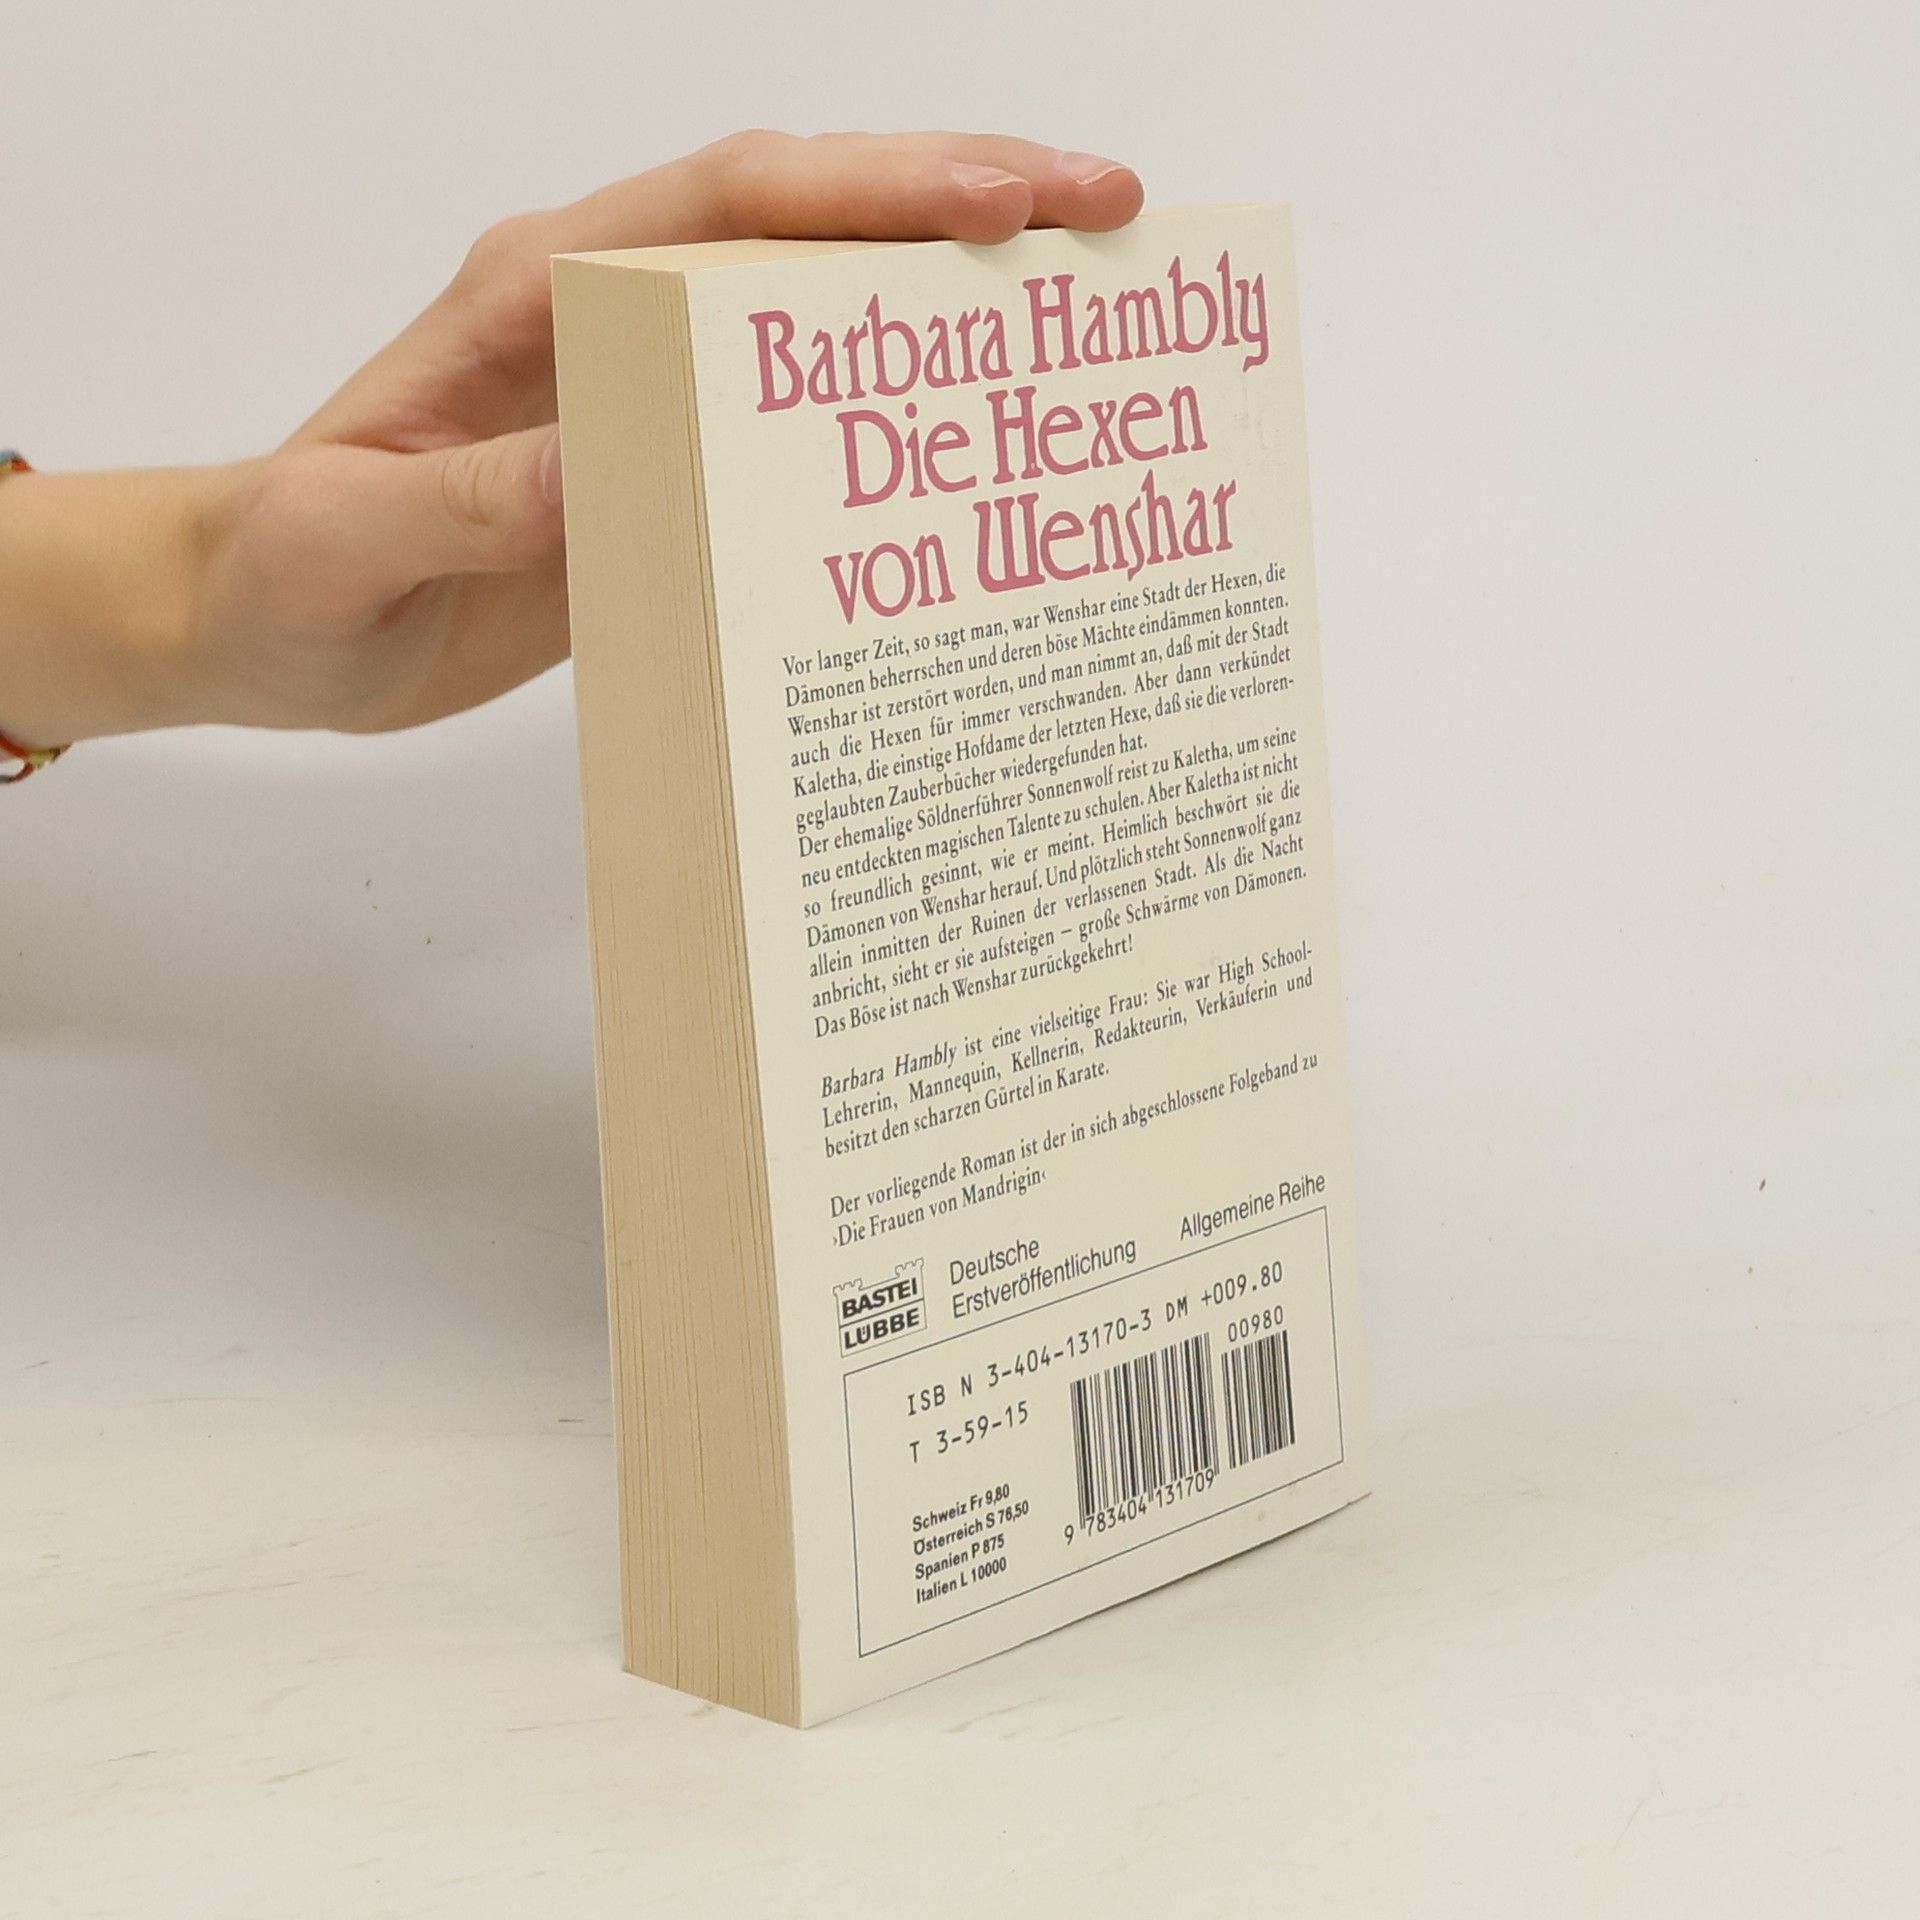 Barbara Hambly
Die Hexen
von Wenshar
Vor langer Zeit, so sagt man, war Wenshar eine Stadt der Hexen, die
Dämonen beherrschen und deren böse Mächte eindämmen konnten.
Wenshar ist zerstört worden, und man nimmt an, daß mit der Stadt
auch die Hexen für immer verschwanden. Aber dann verkündet
Kaletha, die einstige Hofdame der letzten Hexe, daß sie die verloren-
geglaubten Zauberbücher wiedergefunden hat.
Der ehemalige Söldnerführer Sonnenwolf reist zu Kaletha, um seine
neu entdeckten magischen Talente zu schulen. Aber Kaletha ist nicht
so freundlich gesinnt, wie er meint. Heimlich beschwört sie die
Dämonen von Wenshar herauf. Und plötzlich steht Sonnenwolf ganz
allein inmitten der Ruinen der verlassenen Stadt. Als die Nacht
anbricht, sieht er sie aufsteigen – große Schwärme von Dämonen.
Das Böse ist nach Wenshar zurückgekehrt!
Barbara Hambly ist eine vielseitige Frau: Sie war High School-
Lehrerin, Mannequin, Kellnerin, Redakteurin, Verkäuferin und
besitzt den scharzen Gürtel in Karate.
Der vorliegende Roman ist der in sich abgeschlossene Folgeband zu
›Die Frauen von Mandrigin‹
BASTEI
LÜBBE
Deutsche
Erstveröffentlichung
Allgemeine Reihe
ISB N 3-404-13170-3 DM +009.80
T 3-59-15
00980
Schweiz Fr 9,80
Österreich S 76,50
Spanien P 875
Italien L 10000
9 783404 131709